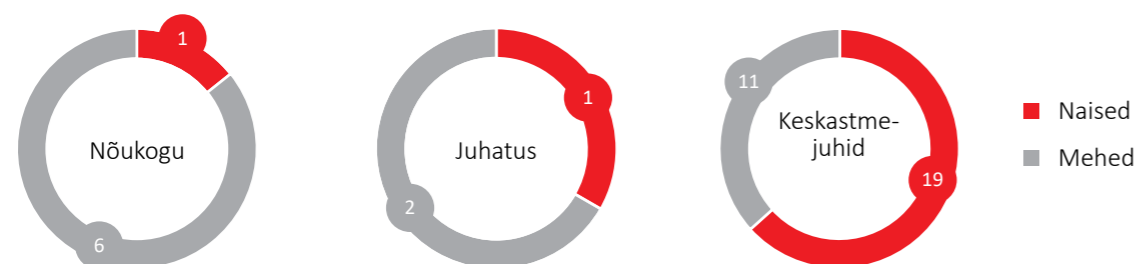 1
Nõukogu
6
1
Juhatus
2
11
Keskastme-
juhid
19
Naised
Mehed